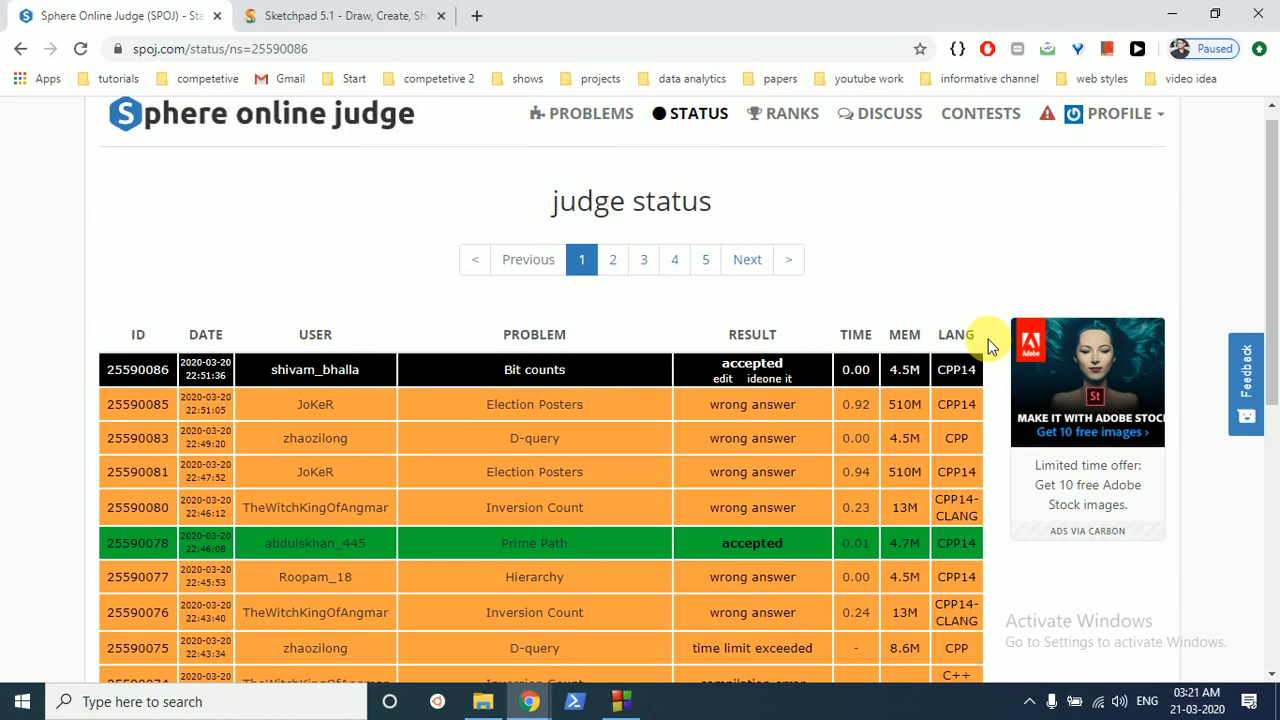 Sphere Online Judge (SPOJ) - Sta
Sketchpad 5.1 - Draw, Create, Sh
spoj.com/status/ns=25590086
Paused
Apps tutorials competetive Gmail Start competetive 2 shows projects data analytics papers youtube work informative channel web styles video idea
Sphere online judge
PROBLEMS STATUS RANKS DISCUSS CONTESTS PROFILE
judge status
< Previous 1 2 3 4 5 Next >
ID DATE USER PROBLEM RESULT TIME MEM LANG
25590086 2020-03-20 22:51:36 shivam_bhalla Bit counts accepted edit ideone it 0.00 4.5M CPP14
25590085 2020-03-20 22:51:05 JoKeR Election Posters wrong answer 0.92 510M CPP14
25590083 2020-03-20 22:49:20 zhaozilong D-query wrong answer 0.00 4.5M CPP
25590081 2020-03-20 22:47:52 JoKeR Election Posters wrong answer 0.94 510M CPP14
25590080 2020-03-20 22:46:12 TheWitchKingOfAngmar Inversion Count wrong answer 0.23 13M CPP14-CLANG
25590078 2020-03-20 22:46:08 abdulskhan_445 Prime Path accepted 0.01 4.7M CPP14
25590077 2020-03-20 22:45:53 Roopam_18 Hierarchy wrong answer 0.00 4.5M CPP14
25590076 2020-03-20 22:43:40 TheWitchKingOfAngmar Inversion Count wrong answer 0.24 13M CPP14-CLANG
25590075 2020-03-20 22:43:34 zhaozilong D-query time limit exceeded - 8.6M CPP
C++
Adobe
St
MAKE IT WITH ADOBE STOCK
Get 10 free images ›
Limited time offer:
Get 10 free Adobe
Stock images.
ADS VIA CARBON
Feedback
Activate Windows
Go to Settings to activate Windows.
Type here to search
ENG
03:21 AM
21-03-2020